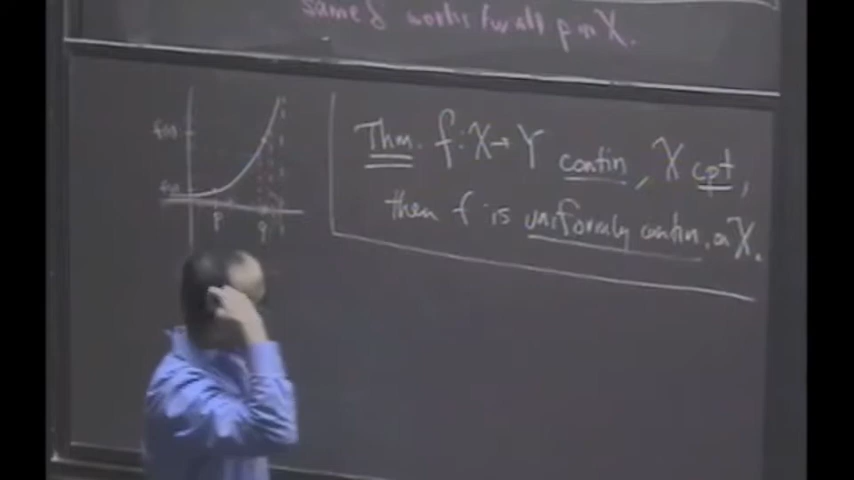 same δ works for all p in X.
f(q)
f(p)
p
q
Thm. f: X→Y contin, X cpt,
then f is uniformly contin. on X.